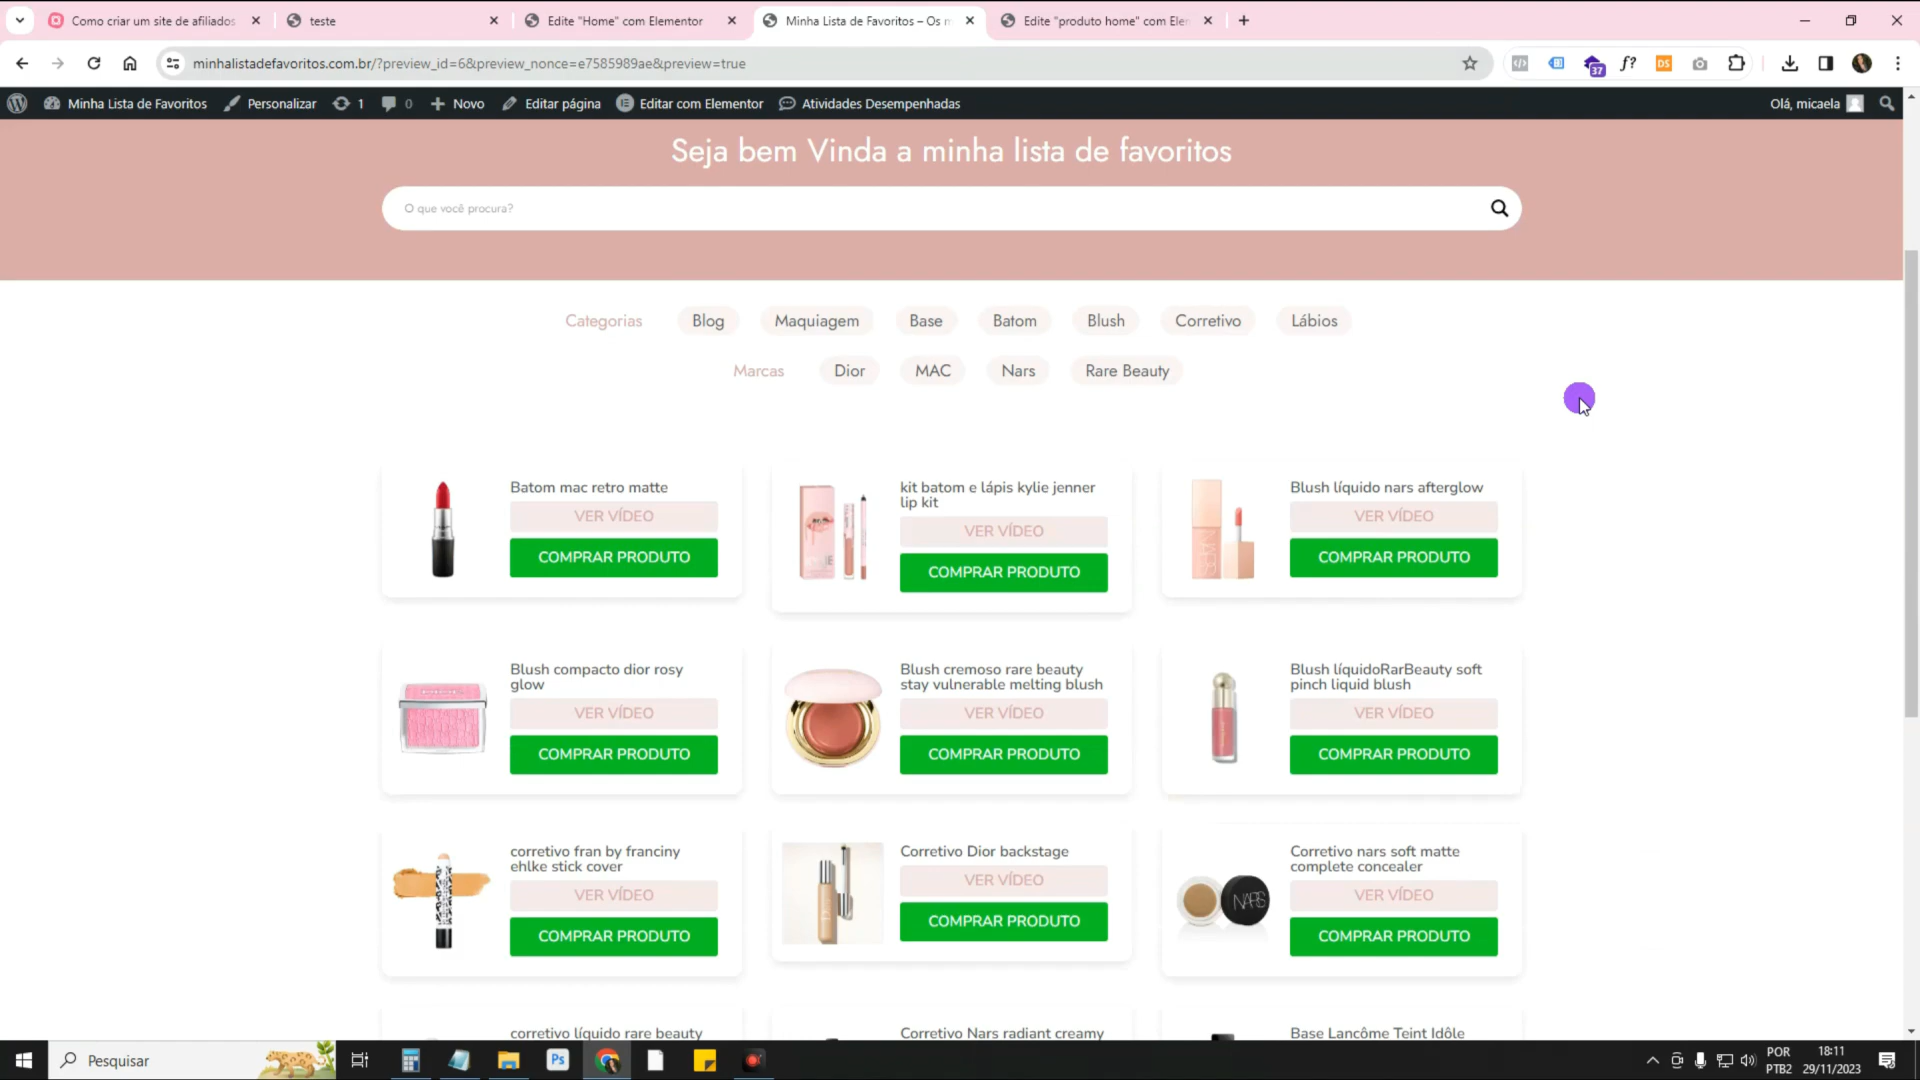 Como criar um site de afiliados
teste
Edite "Home" com Elementor
Minha Lista de Favoritos – Os m
Edite "produto home" com Ele
minhalistadefavoritos.com.br/?preview_id=6&preview_nonce=e7585989ae&preview=true
37
f?
DS
Minha Lista de Favoritos
Personalizar
1
0
Novo
Editar página
Editar com Elementor
Atividades Desempenhadas
Olá, micaela
Seja bem Vinda a minha lista de favoritos
O que você procura?
Categorias
Blog
Maquiagem
Base
Batom
Blush
Corretivo
Lábios
Marcas
Dior
MAC
Nars
Rare Beauty
Batom mac retro matte
VER VÍDEO
COMPRAR PRODUTO
kit batom e lápis kylie jenner
lip kit
VER VÍDEO
COMPRAR PRODUTO
Blush líquido nars afterglow
VER VÍDEO
COMPRAR PRODUTO
Blush compacto dior rosy
glow
VER VÍDEO
COMPRAR PRODUTO
Blush cremoso rare beauty
stay vulnerable melting blush
VER VÍDEO
COMPRAR PRODUTO
Blush líquidoRarBeauty soft
pinch liquid blush
VER VÍDEO
COMPRAR PRODUTO
corretivo fran by franciny
ehlke stick cover
VER VÍDEO
COMPRAR PRODUTO
Corretivo Dior backstage
VER VÍDEO
COMPRAR PRODUTO
NARS
Corretivo nars soft matte
complete concealer
VER VÍDEO
COMPRAR PRODUTO
corretivo líquido rare beauty
Corretivo Nars radiant creamy
Base Lancôme Teint Idôle
Pesquisar
Ps
POR
PTB2
18:11
29/11/2023